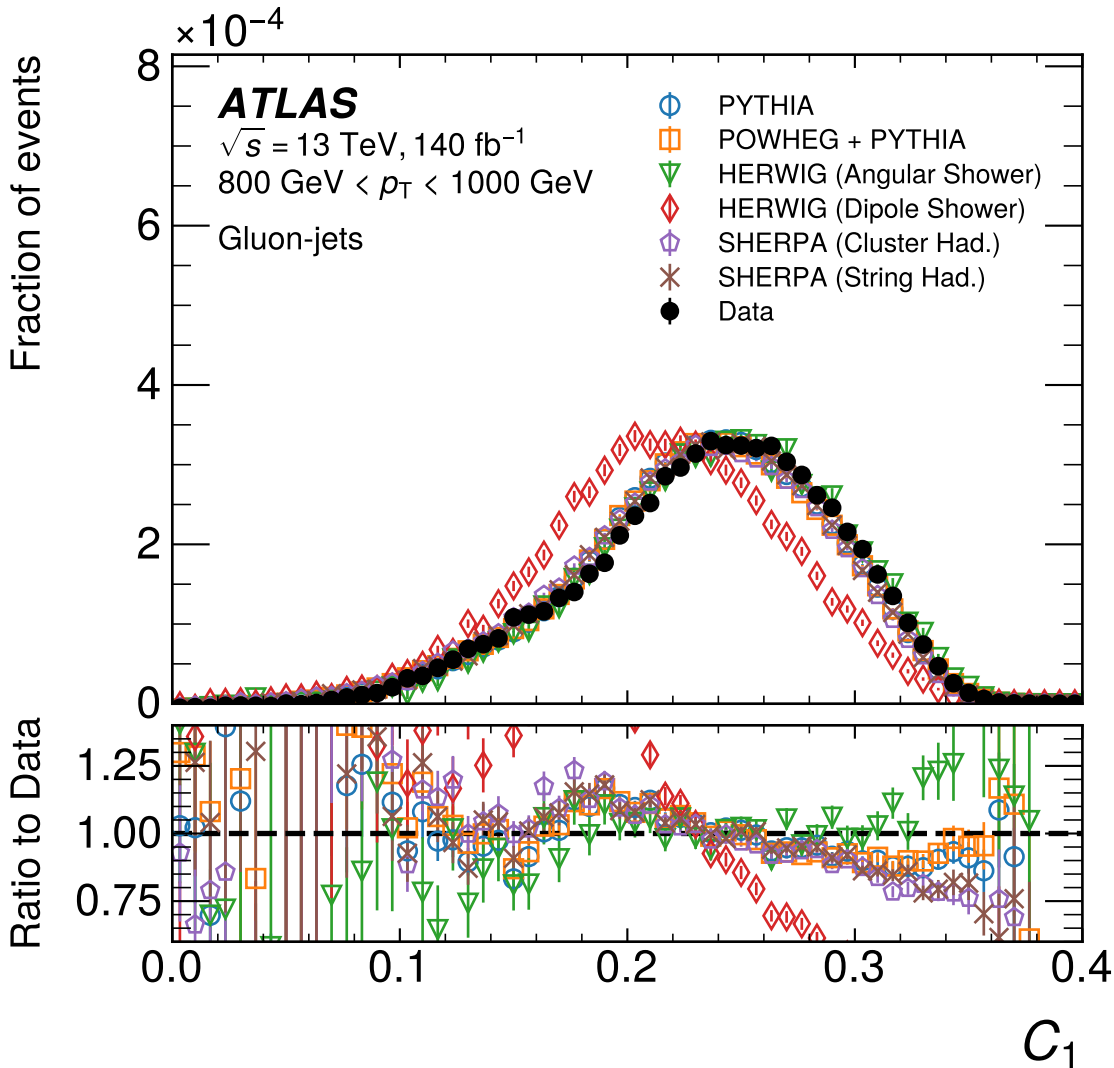 ×10⁻⁴
Fraction of events
8
6
4
2
0
ATLAS
√s = 13 TeV, 140 fb⁻¹
800 GeV < p_T < 1000 GeV
Gluon-jets
PYTHIA
POWHEG + PYTHIA
HERWIG (Angular Shower)
HERWIG (Dipole Shower)
SHERPA (Cluster Had.)
SHERPA (String Had.)
Data
Ratio to Data
1.25
1.00
0.75
0.0 0.1 0.2 0.3 0.4
C₁